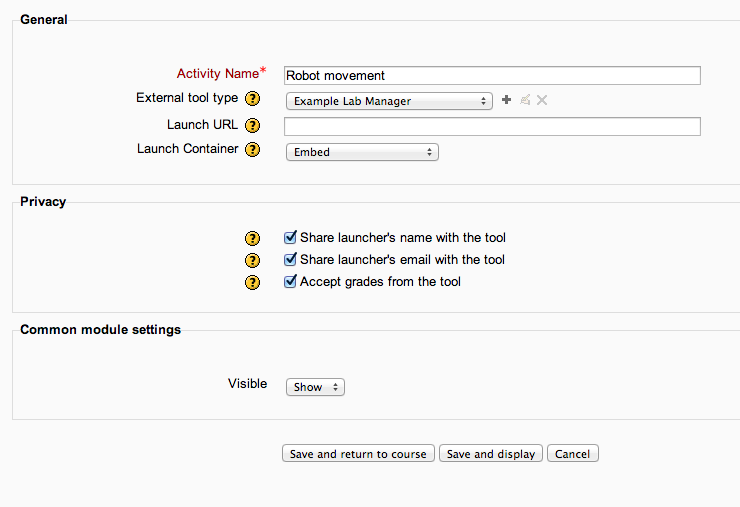 General
Activity Name*
Robot movement
External tool type ?
Example Lab Manager
Launch URL ?
Launch Container ?
Embed
Privacy
? Share launcher's name with the tool
? Share launcher's email with the tool
? Accept grades from the tool
Common module settings
Visible
Show
Save and return to course
Save and display
Cancel